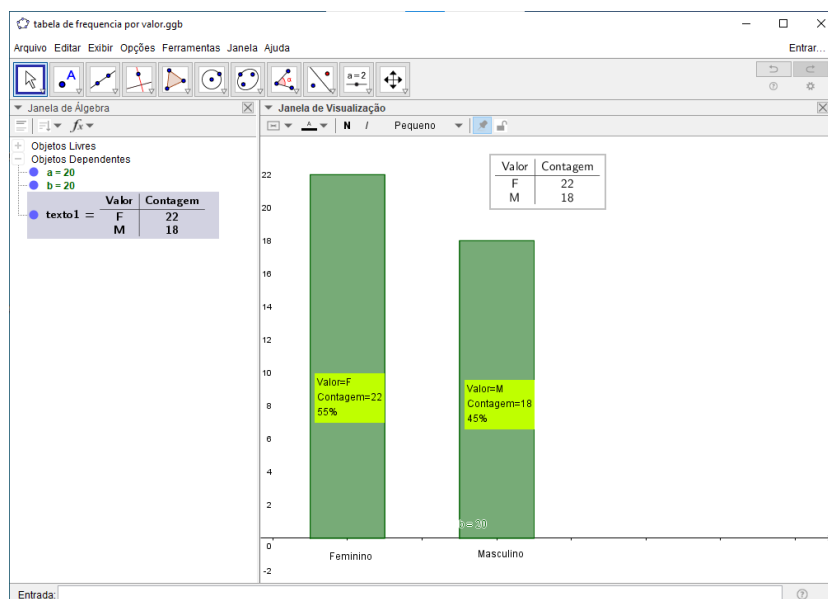 tabela de frequencia por valor.ggb
Arquivo Editar Exibir Opções Ferramentas Janela Ajuda
Entrar...
A
a = 2
Janela de Álgebra
Janela de Visualização
fx
A
N I Pequeno
Objetos Livres
Objetos Dependentes
a = 20
b = 20
texto1 =
Valor Contagem
F 22
M 18
Valor Contagem
F 22
M 18
22
20
18
16
14
12
10
8
6
4
2
0
-2
Valor=F
Contagem=22
55%
Valor=M
Contagem=18
45%
b = 20
Feminino
Masculino
Entrada: